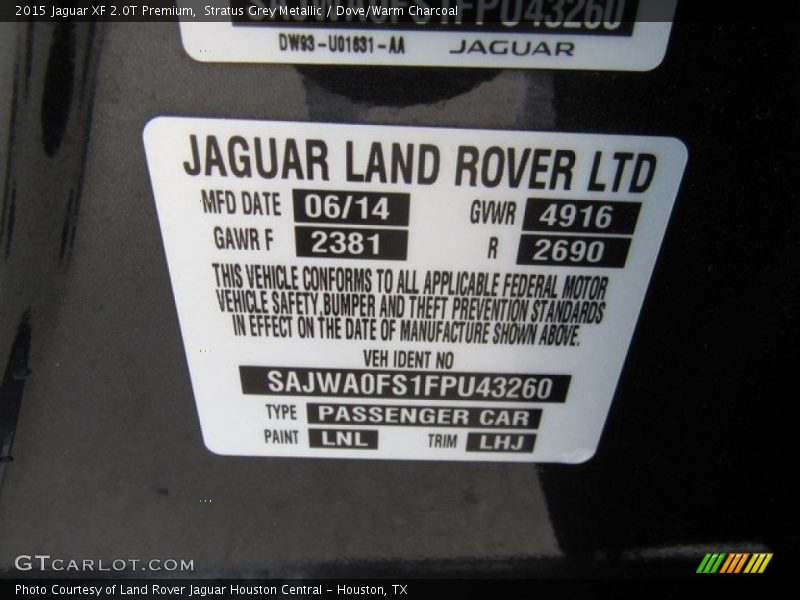 2015 Jaguar XF 2.0T Premium, Stratus Grey Metallic / Dove/Warm Charcoal
DW93-U01631-AA JAGUAR
JAGUAR LAND ROVER LTD
MFD DATE 06/14 GVWR 4916
GAWR F 2381 R 2690
THIS VEHICLE CONFORMS TO ALL APPLICABLE FEDERAL MOTOR
VEHICLE SAFETY,BUMPER AND THEFT PREVENTION STANDARDS
IN EFFECT ON THE DATE OF MANUFACTURE SHOWN ABOVE.
VEH IDENT NO
SAJWA0FS1FPU43260
TYPE PASSENGER CAR
PAINT LNL TRIM LHJ
GTCARLOT.COM
Photo Courtesy of Land Rover Jaguar Houston Central - Houston, TX